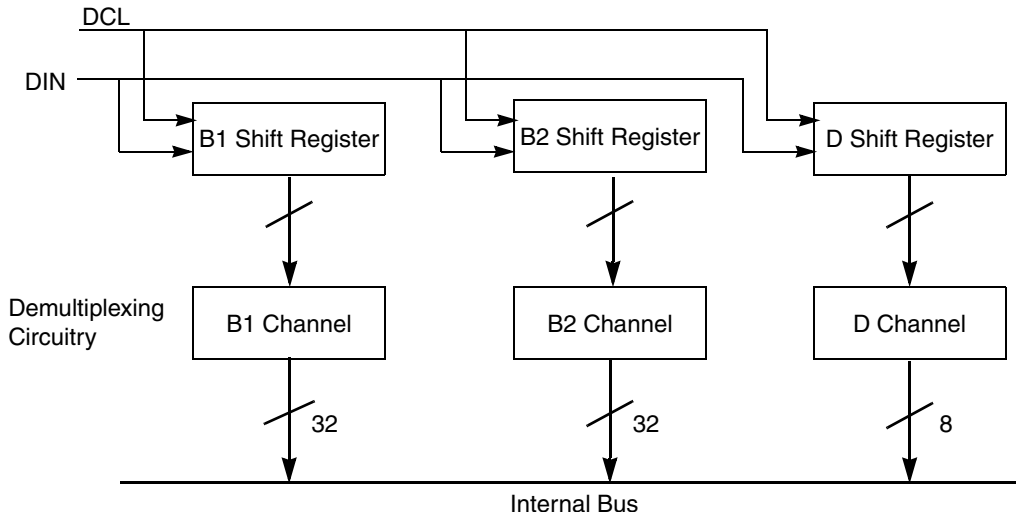 DCL
DIN
B1 Shift Register
B2 Shift Register
D Shift Register
Demultiplexing
Circuitry
B1 Channel
B2 Channel
D Channel
32
32
8
Internal Bus